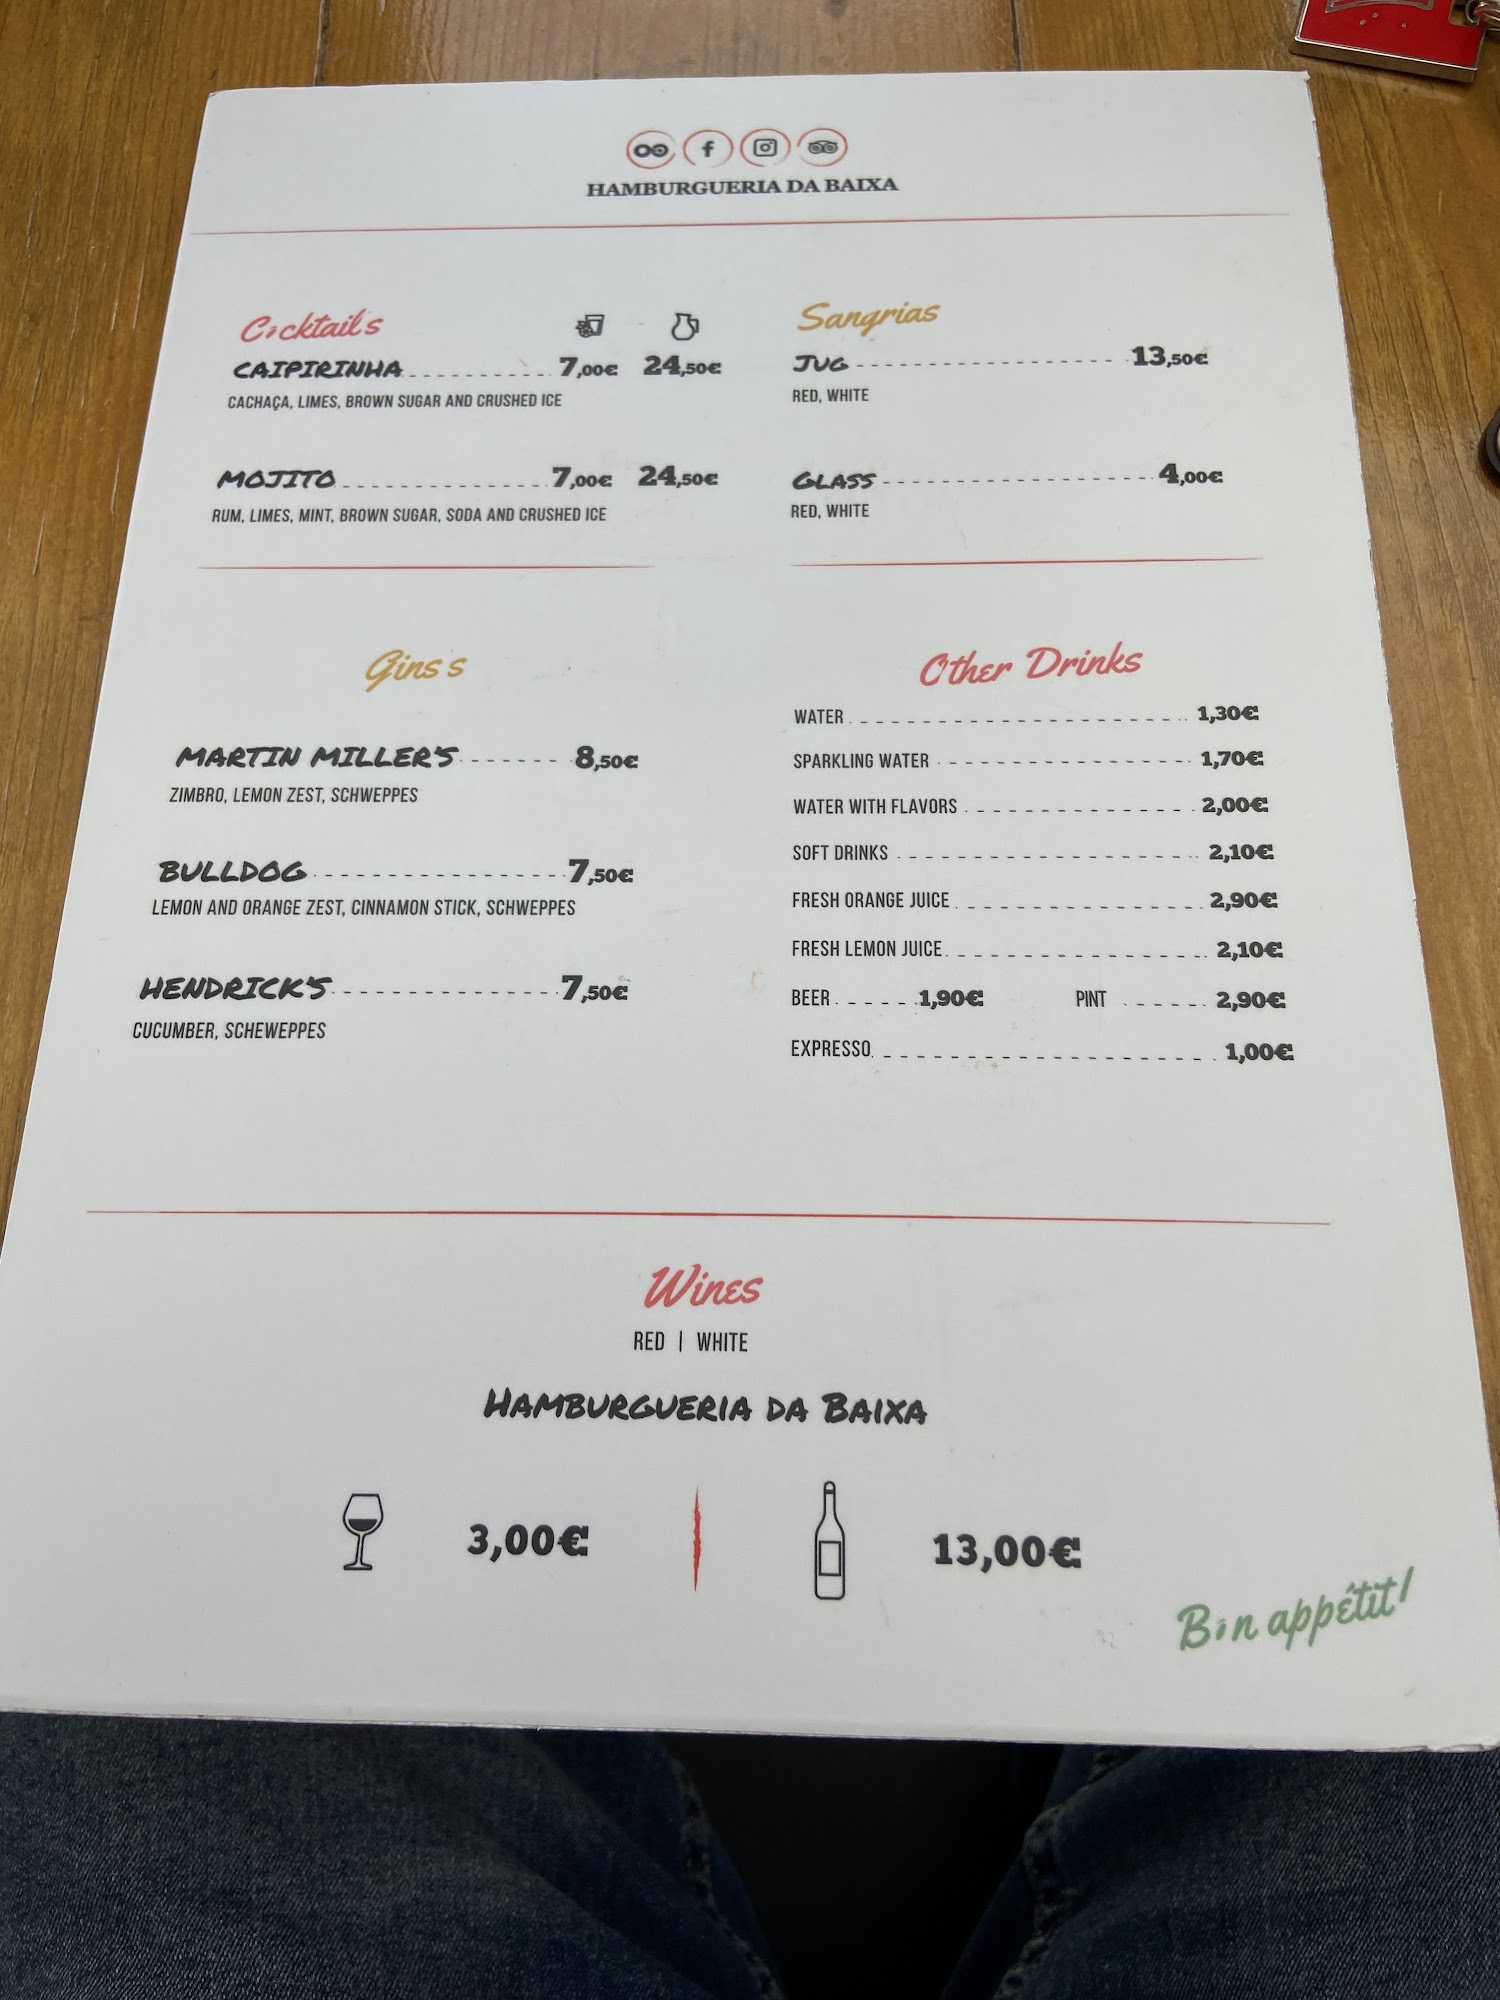 HAMBURGUERIA DA BAIXA
Cocktail's
CAIPIRINHA 7,00€ 24,50€
CACHAÇA, LIMES, BROWN SUGAR AND CRUSHED ICE
MOJITO 7,00€ 24,50€
RUM, LIMES, MINT, BROWN SUGAR, SODA AND CRUSHED ICE
Sangrias
JUG 13,50€
RED, WHITE
GLASS 4,00€
RED, WHITE
Gins's
MARTIN MILLER'S 8,50€
ZIMBRO, LEMON ZEST, SCHWEPPES
BULLDOG 7,50€
LEMON AND ORANGE ZEST, CINNAMON STICK, SCHWEPPES
HENDRICK'S 7,50€
CUCUMBER, SCHEWEPPES
Other Drinks
WATER 1,30€
SPARKLING WATER 1,70€
WATER WITH FLAVORS 2,00€
SOFT DRINKS 2,10€
FRESH ORANGE JUICE 2,90€
FRESH LEMON JUICE 2,10€
BEER 1,90€ PINT 2,90€
EXPRESSO 1,00€
Wines
RED | WHITE
HAMBURGUERIA DA BAIXA
3,00€ 13,00€
Bon appétit!